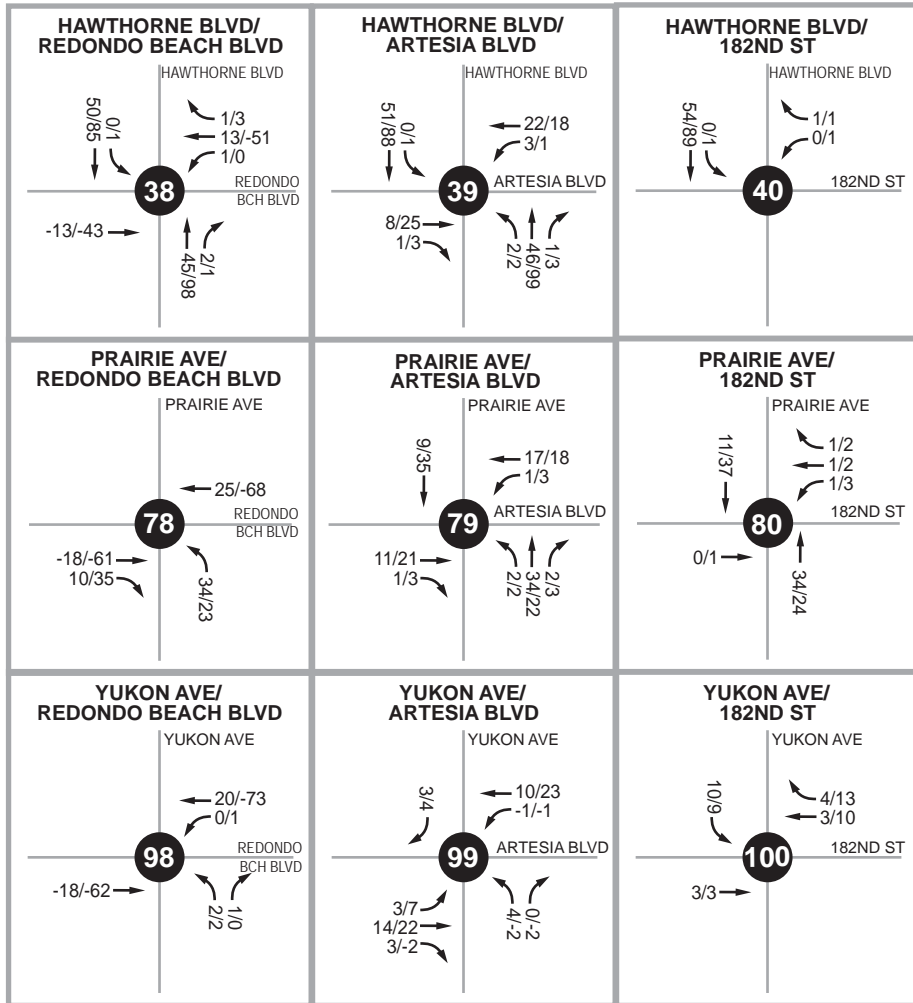 HAWTHORNE BLVD/
REDONDO BEACH BLVD
HAWTHORNE BLVD
50/85
0/1
1/3
13/-51
1/0
38
REDONDO
BCH BLVD
-13/-43
45/98
2/1
HAWTHORNE BLVD/
ARTESIA BLVD
HAWTHORNE BLVD
51/88
0/1
22/18
3/1
39
ARTESIA BLVD
8/25
1/3
2/2
46/99
1/3
HAWTHORNE BLVD/
182ND ST
HAWTHORNE BLVD
54/89
0/1
1/1
0/1
40
182ND ST
PRAIRIE AVE/
REDONDO BEACH BLVD
PRAIRIE AVE
25/-68
78
REDONDO
BCH BLVD
-18/-61
10/35
34/23
PRAIRIE AVE/
ARTESIA BLVD
PRAIRIE AVE
9/35
17/18
1/3
79
ARTESIA BLVD
11/21
1/3
2/2
34/22
2/3
PRAIRIE AVE/
182ND ST
PRAIRIE AVE
11/37
1/2
1/2
1/3
80
182ND ST
0/1
34/24
YUKON AVE/
REDONDO BEACH BLVD
YUKON AVE
20/-73
0/1
98
REDONDO
BCH BLVD
-18/-62
2/2
1/0
YUKON AVE/
ARTESIA BLVD
YUKON AVE
3/4
10/23
-1/-1
99
ARTESIA BLVD
3/7
14/22
3/-2
4/-2
0/-2
YUKON AVE/
182ND ST
YUKON AVE
10/9
4/13
3/10
100
182ND ST
3/3